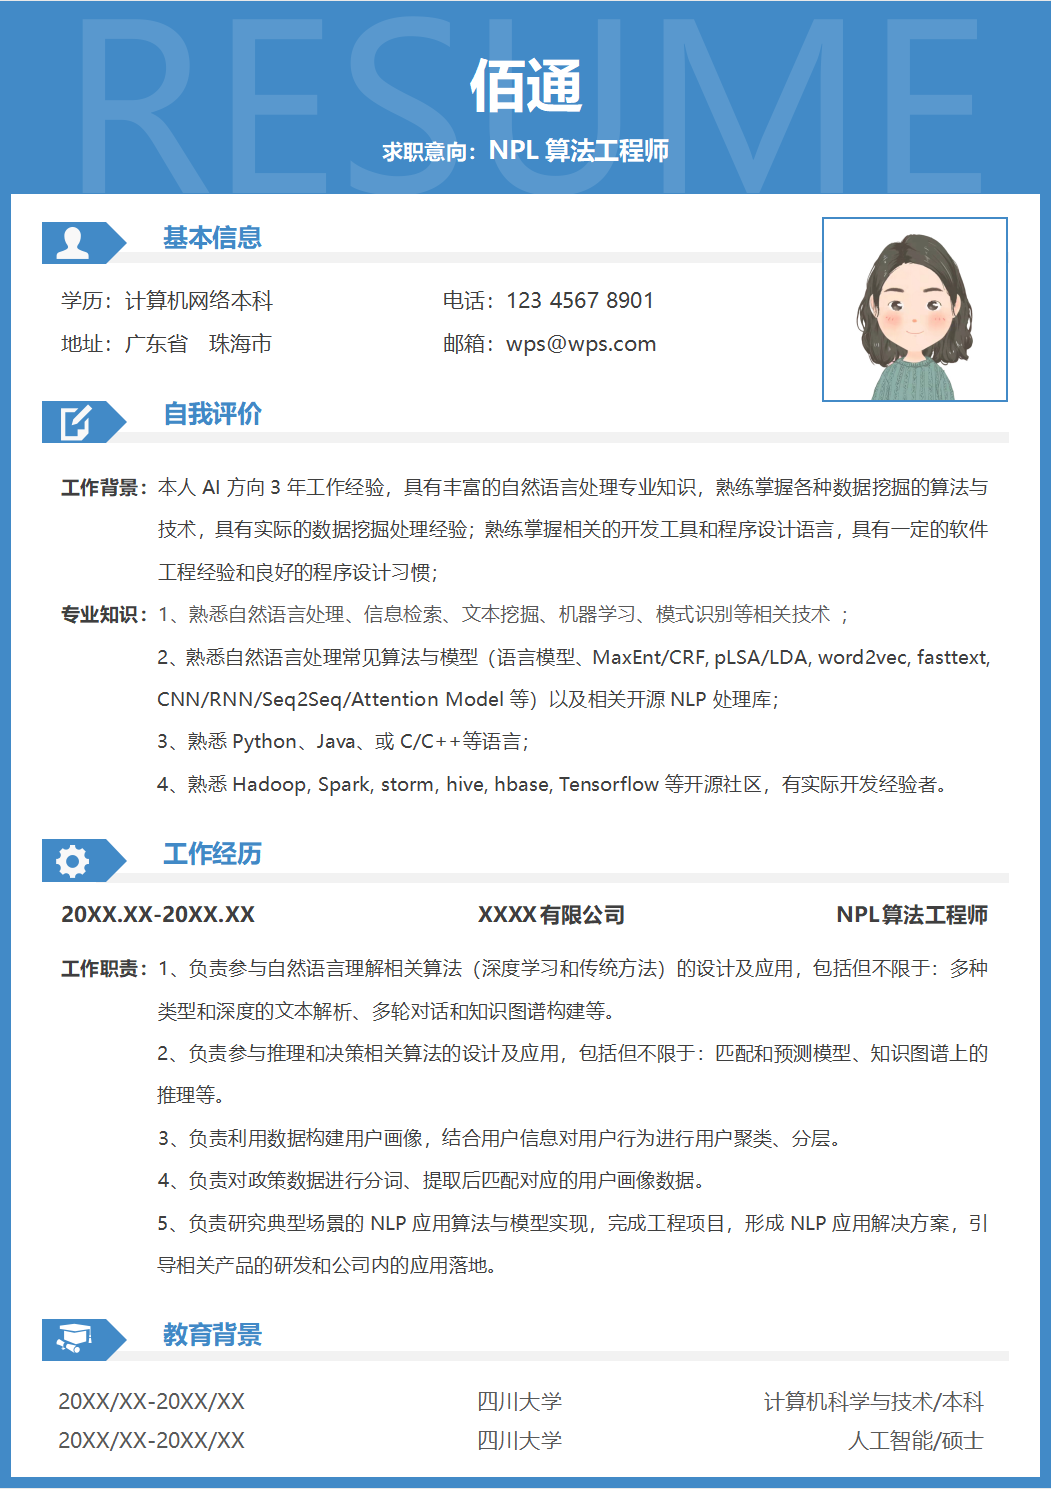 RESUME
佰通
求职意向：NPL 算法工程师
基本信息
学历：计算机网络本科 电话：123 4567 8901
地址：广东省 珠海市 邮箱：wps@wps.com
自我评价
工作背景：本人 AI 方向 3 年工作经验，具有丰富的自然语言处理专业知识，熟练掌握各种数据挖掘的算法与
技术，具有实际的数据挖掘处理经验；熟练掌握相关的开发工具和程序设计语言，具有一定的软件
工程经验和良好的程序设计习惯；
专业知识：1、熟悉自然语言处理、信息检索、文本挖掘、机器学习、模式识别等相关技术 ；
2、熟悉自然语言处理常见算法与模型（语言模型、MaxEnt/CRF, pLSA/LDA, word2vec, fasttext,
CNN/RNN/Seq2Seq/Attention Model 等）以及相关开源 NLP 处理库；
3、熟悉 Python、Java、或 C/C++等语言；
4、熟悉 Hadoop, Spark, storm, hive, hbase, Tensorflow 等开源社区，有实际开发经验者。
工作经历
20XX.XX-20XX.XX XXXX有限公司 NPL算法工程师
工作职责：1、负责参与自然语言理解相关算法（深度学习和传统方法）的设计及应用，包括但不限于：多种
类型和深度的文本解析、多轮对话和知识图谱构建等。
2、负责参与推理和决策相关算法的设计及应用，包括但不限于：匹配和预测模型、知识图谱上的
推理等。
3、负责利用数据构建用户画像，结合用户信息对用户行为进行用户聚类、分层。
4、负责对政策数据进行分词、提取后匹配对应的用户画像数据。
5、负责研究典型场景的 NLP 应用算法与模型实现，完成工程项目，形成 NLP 应用解决方案，引
导相关产品的研发和公司内的应用落地。
教育背景
20XX/XX-20XX/XX 四川大学 计算机科学与技术/本科
20XX/XX-20XX/XX 四川大学 人工智能/硕士